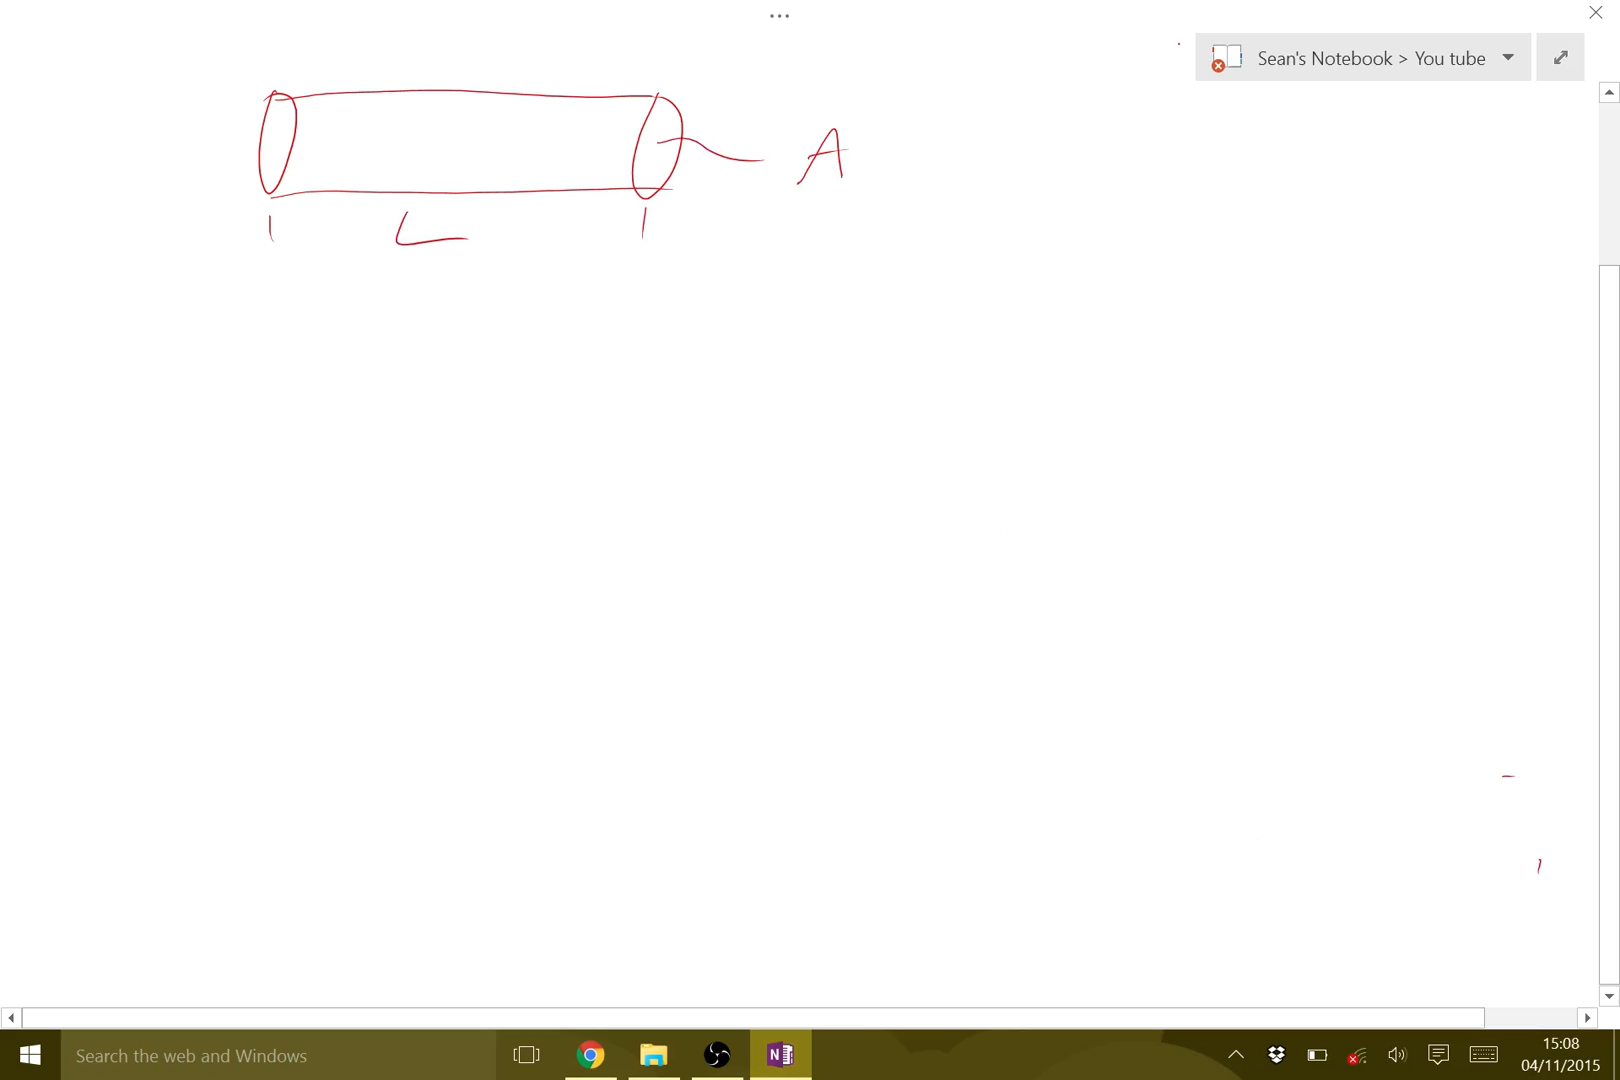 Sean's Notebook > You tube
A
L
Search the web and Windows
15:08
04/11/2015